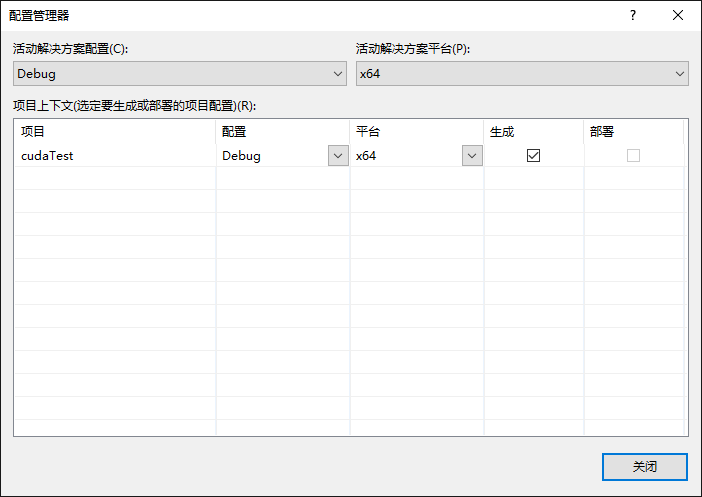 配置管理器
活动解决方案配置(C):
活动解决方案平台(P):
Debug
x64
项目上下文(选定要生成或部署的项目配置)(R):
项目 配置 平台 生成 部署
cudaTest Debug x64
关闭